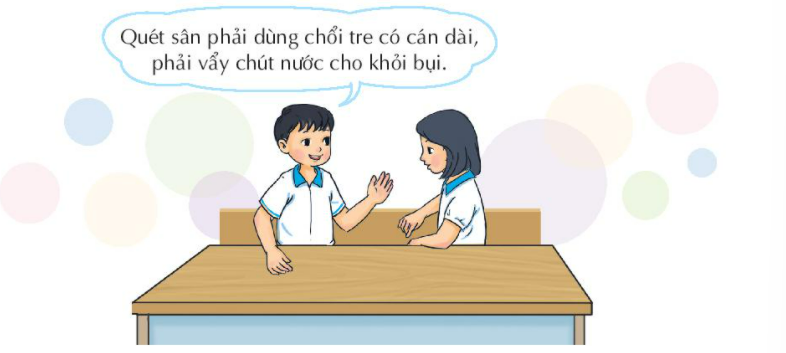 Quét sân phải dùng chổi tre có cán dài,
phải vẩy chút nước cho khỏi bụi.